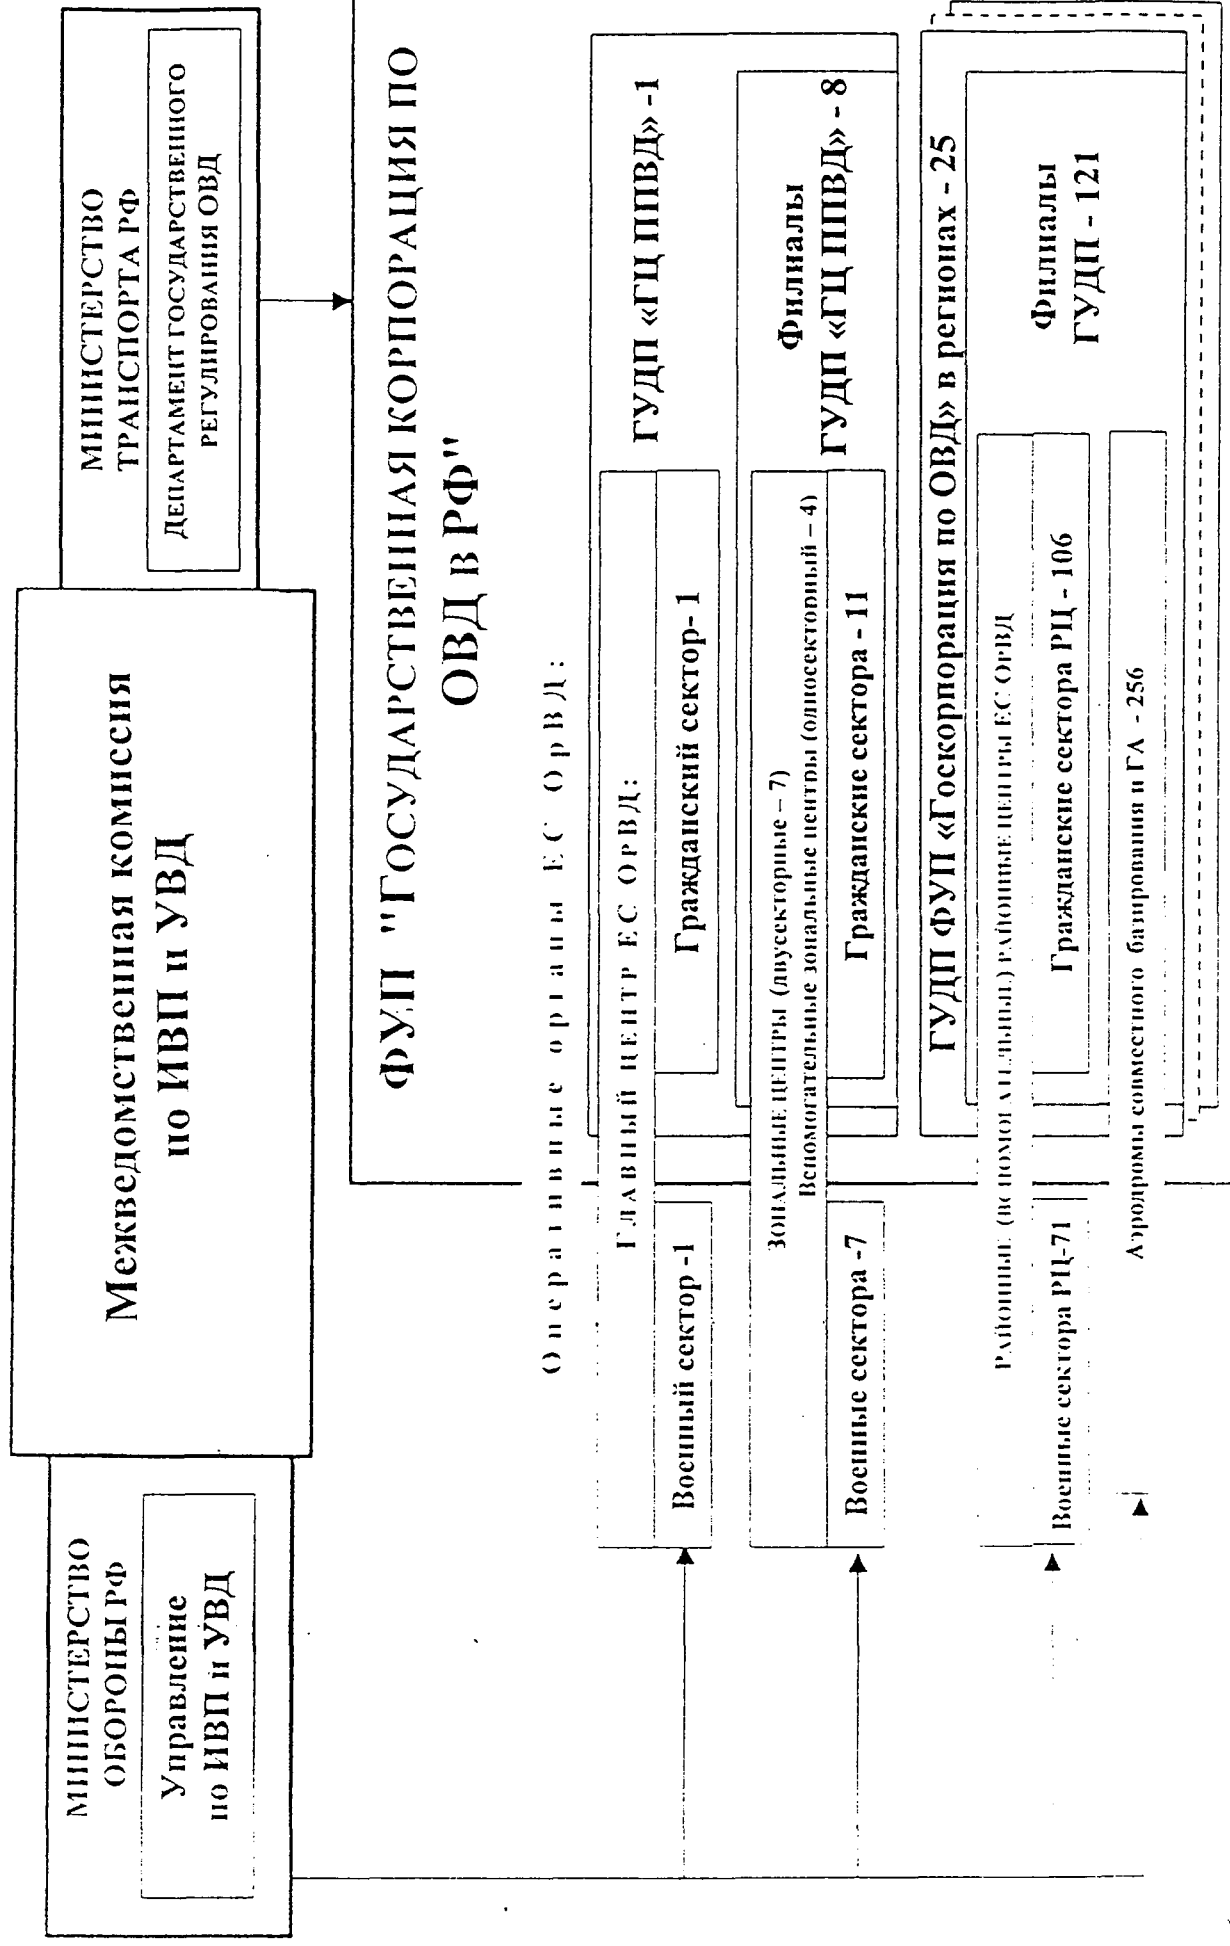 Межведомственная комиссия
по ИВП и УВД
МИНИСТЕРСТВО
ОБОРОНЫ РФ
Управление
по ИВП и УВД
МИНИСТЕРСТВО
ТРАНСПОРТА РФ
ДЕПАРТАМЕНТ ГОСУДАРСТВЕННОГО
РЕГУЛИРОВАНИЯ ОВД
ФУП "ГОСУДАРСТВЕННАЯ КОРПОРАЦИЯ ПО
ОВД в РФ"
Оперативные органы ЕС ОрВД:
ГЛАВНЫЙ ЦЕНТР ЕС ОРВД:
Военный сектор -1
Гражданский сектор- 1
ГУДП «ГЦ ППВД» -1
ЗОНАЛЬНЫЕ ЦЕНТРЫ (двусекторные – 7)
Вспомогательные зональные центры (односекторный – 4)
Военные сектора -7
Гражданские сектора - 11
Филиалы
ГУДП «ГЦ ППВД» - 8
ГУДП ФУП «Госкорпорация по ОВД» в регионах - 25
РАЙОННЫЕ (ВСПОМОГАТЕЛЬНЫЕ) РАЙОННЫЕ ЦЕНТРЫ ЕС ОРВД
Военные сектора РЦ-71
Гражданские сектора РЦ - 106
Филиалы
ГУДП - 121
Аэродромы совместного базирования и ГА - 256